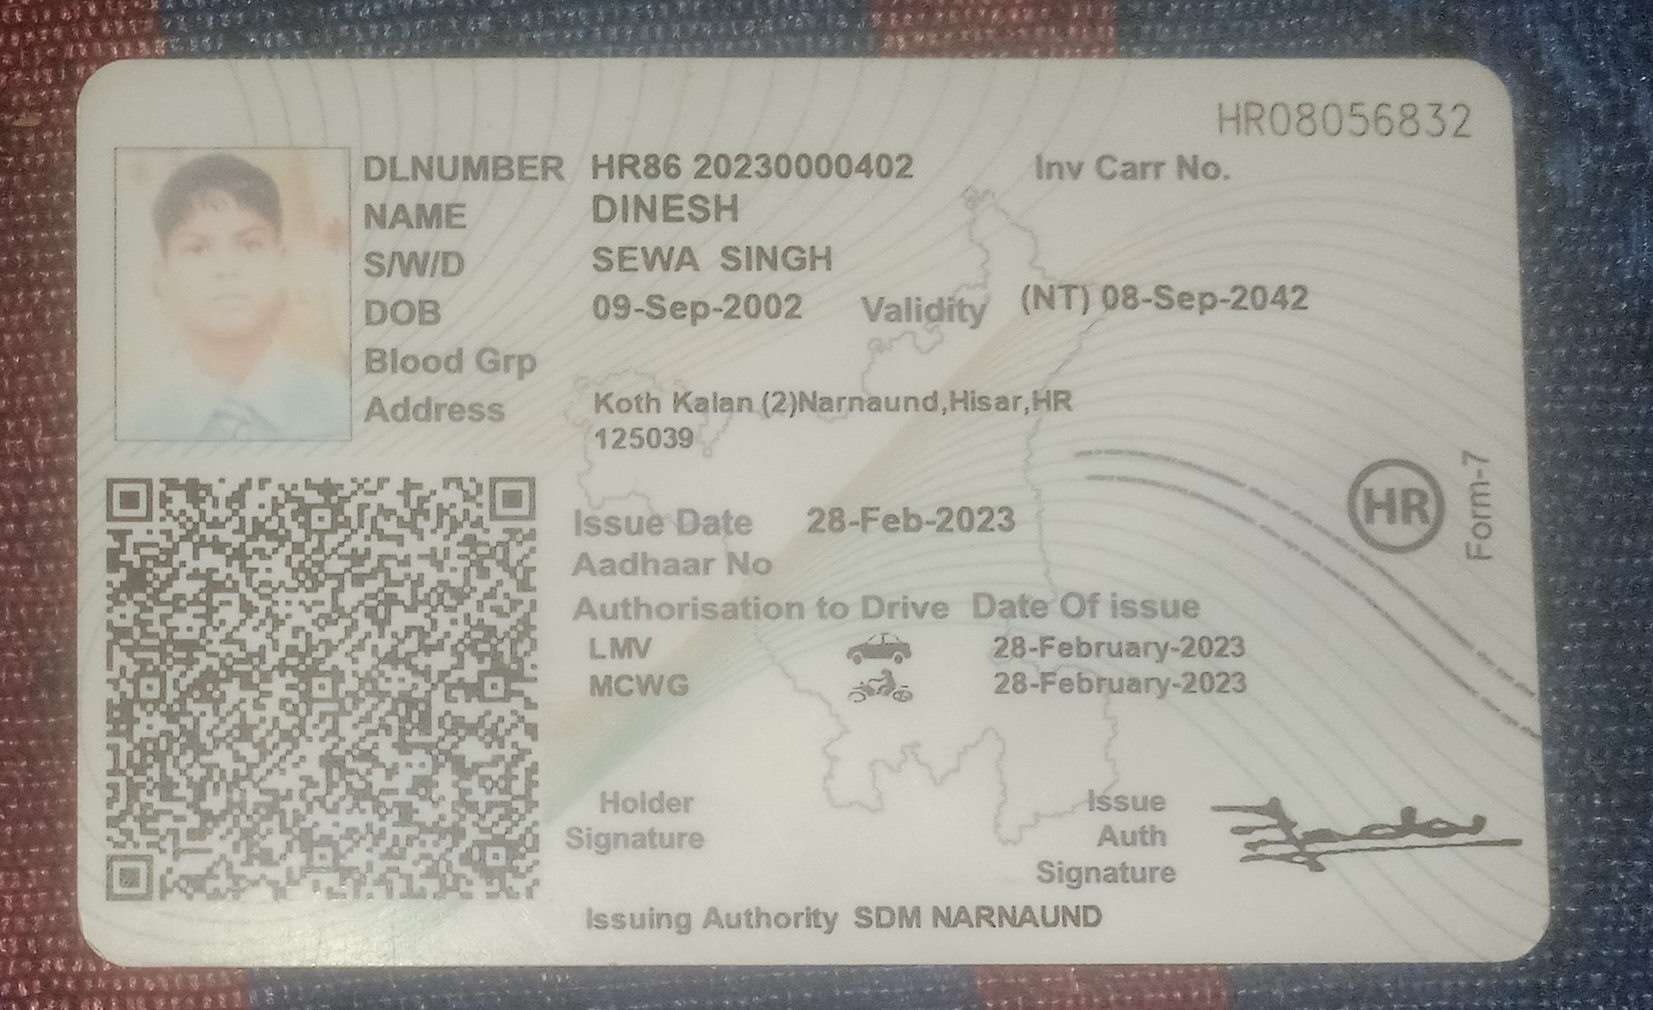 HR08056832
DLNUMBER HR86 20230000402 Inv Carr No.
NAME DINESH
S/W/D SEWA SINGH
DOB 09-Sep-2002 Validity (NT) 08-Sep-2042
Blood Grp
Address Koth Kalan (2)Narnaund,Hisar,HR
125039
Issue Date 28-Feb-2023
Aadhaar No
HR Form-7
Authorisation to Drive Date Of issue
LMV 28-February-2023
MCWG 28-February-2023
Holder
Signature
Issue
Auth
Signature
Issuing Authority SDM NARNAUND